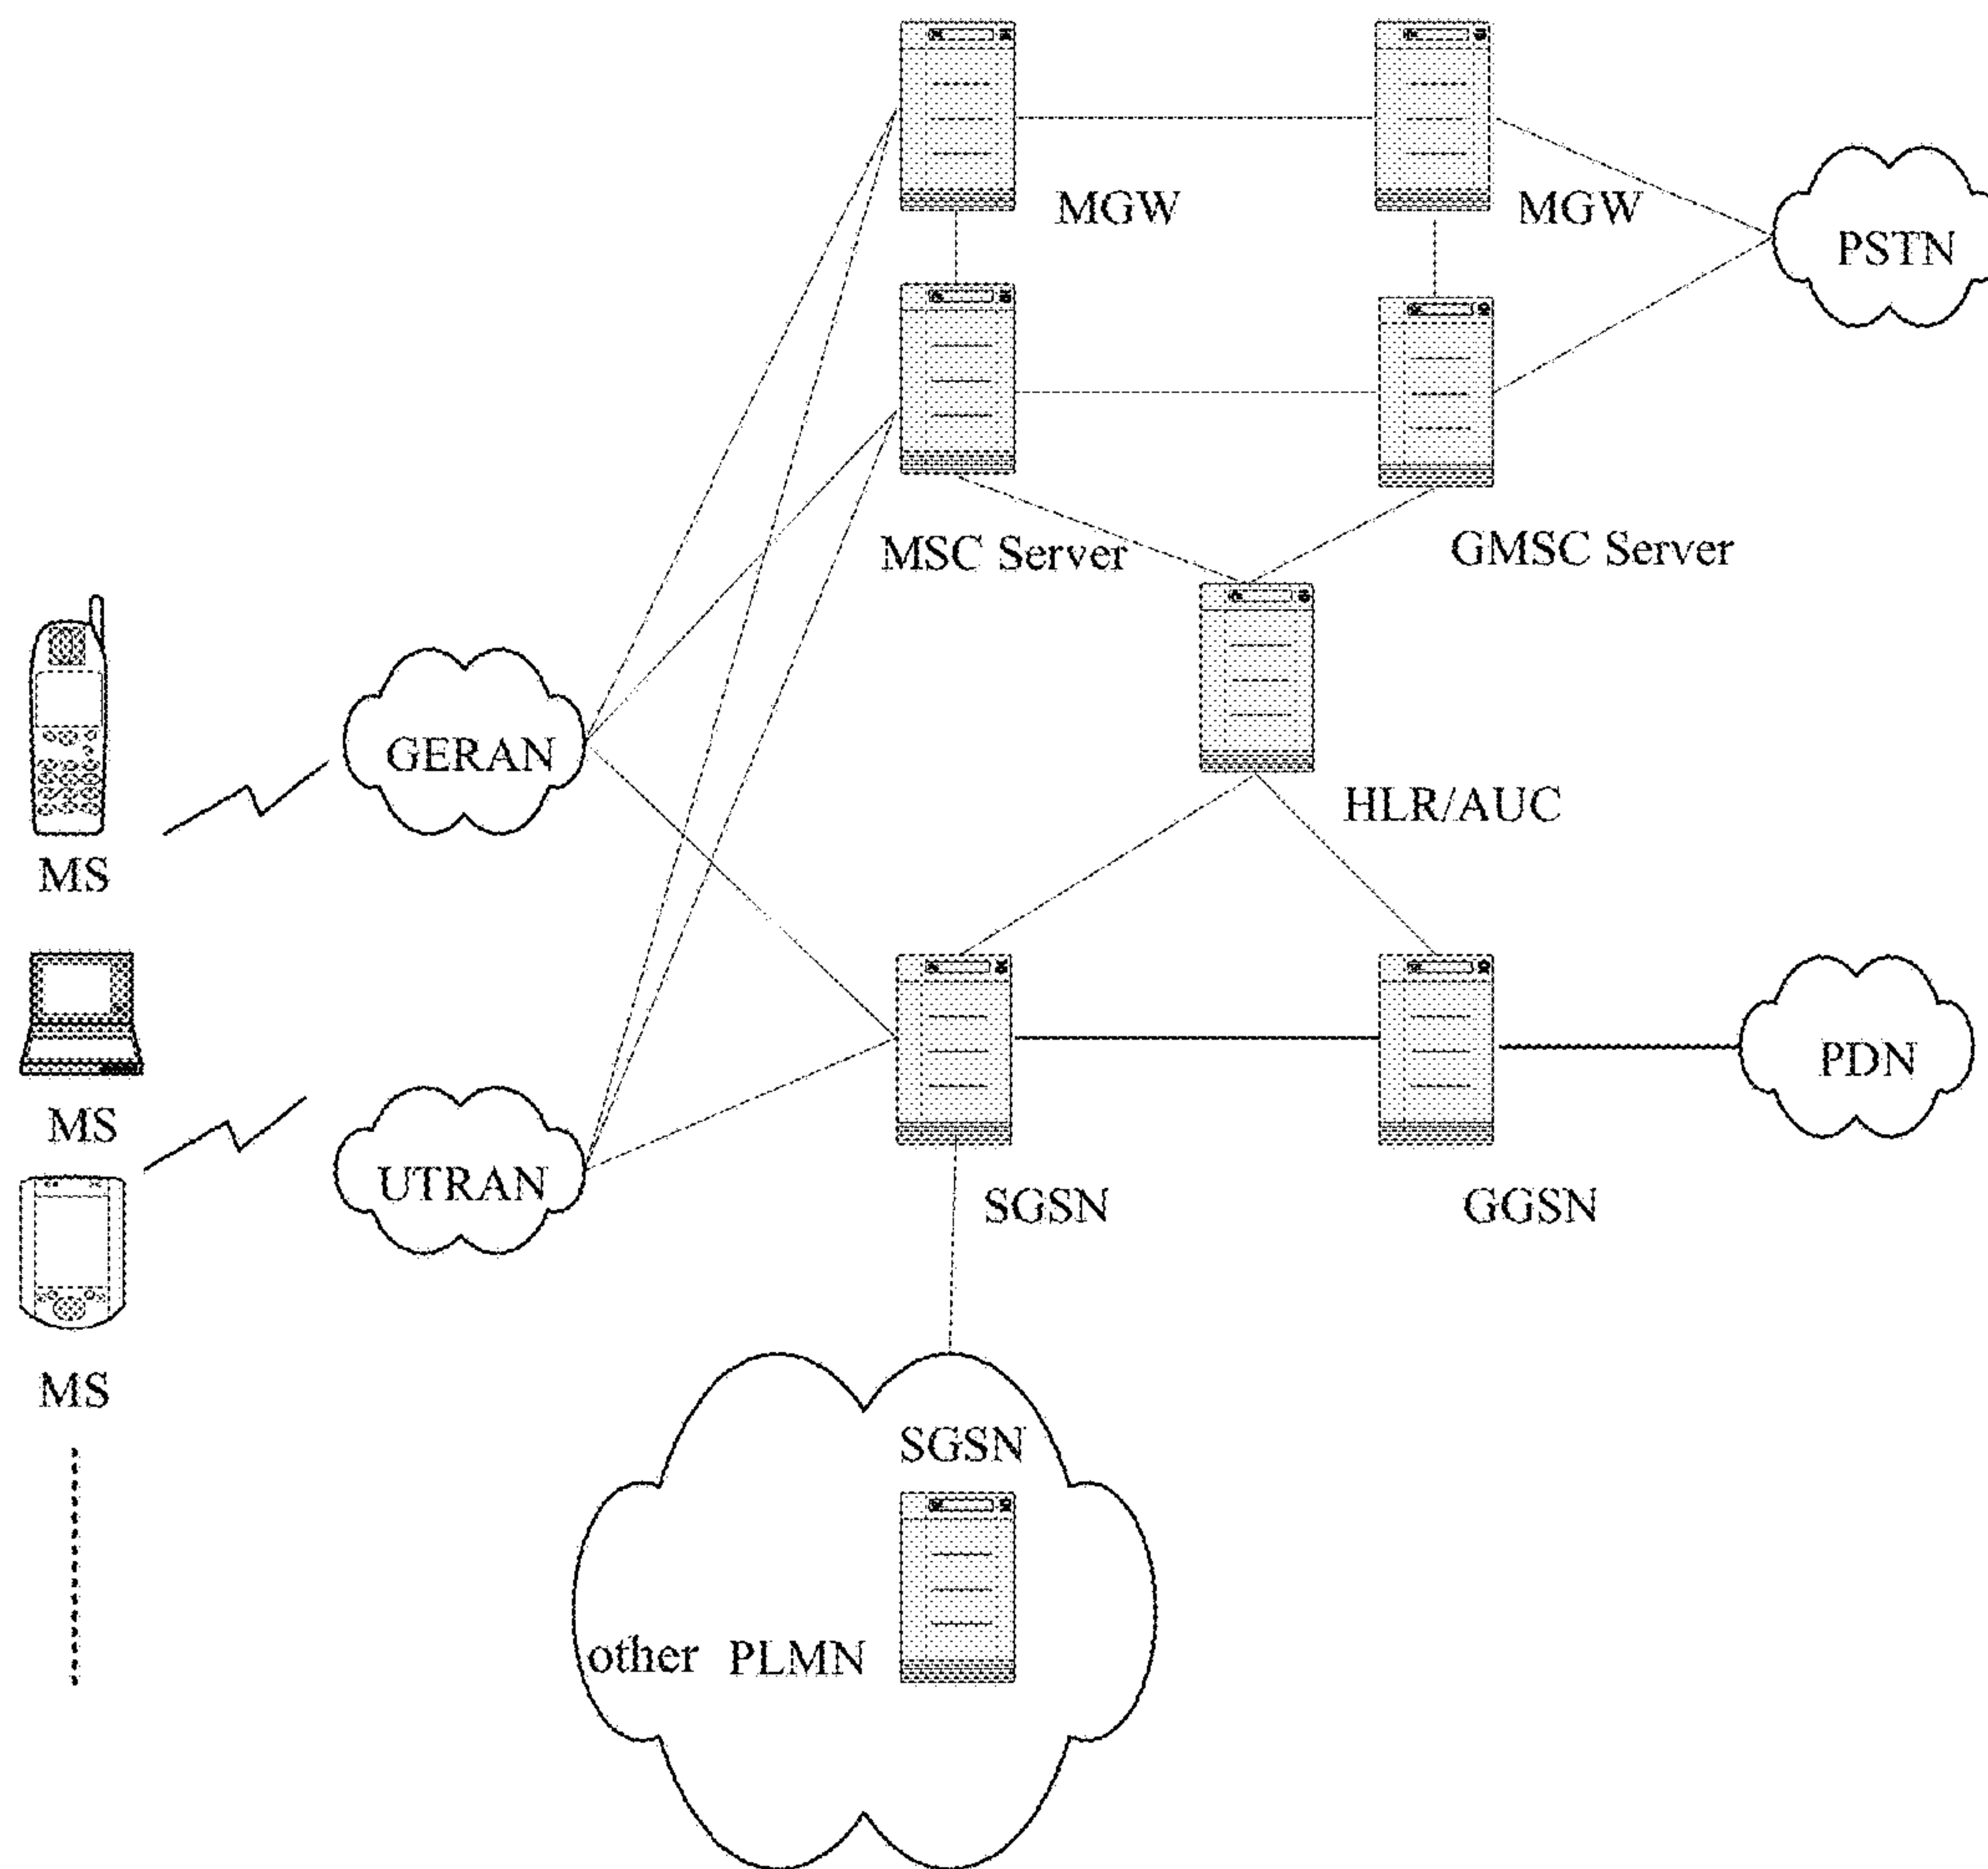 MGW
MGW
PSTN
MSC Server
GMSC Server
GERAN
HLR/AUC
MS
MS
UTRAN
SGSN
GGSN
PDN
MS
SGSN
other PLMN